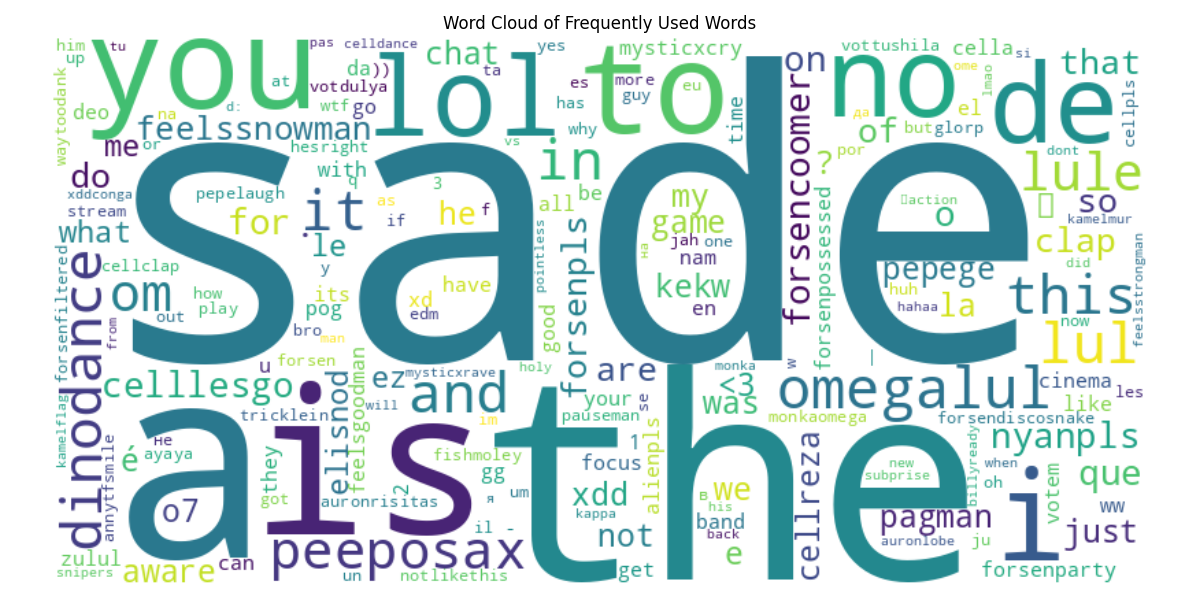 Word Cloud of Frequently Used Words
him
up
tu
you
pas
celldance
chat
yes
mysticxcry
vottushila
cella
si
waytoodank
da
))
lol
ta
to
on
no
ome
lmao
de
that
deo
na
at
votdulya
es
more
eu
d:
wtf
go
has
guy
time
да
el
cellpls
feelssnowman
why
of
but
glorp
me
or
hesright
vs
in
forsencoomer
?
por
dont
lule
do
with
q
xddconga
pepelaugh
3
as
all
be
my
sade
action
stream
for
it
if
he
f
game
o
so
kamelmur
what
le
pointless
forsenpls
jah
one
на
nam
forsenpossessed
clap
did
cellclap
y
have
kekw
pepege
feelsstrongman
forsenfiltered
dinodance
om
how
play
its
xd
edm
en
huh
hahaa
la
this
out
pog
good
now
from
bro
man
w
|
lul
u
forsen
feelsgoodman
holy
monka
kamelflag
celllesgo
elisnod
ez
mysticxrave
are
<3
omegalul
cinema
les
will
and
your
se
was
like
tricklein
im
pauseman
monkaomega
forsendiscosnake
annytfsmile
не
a
is
the
1
nyanpls
é
ayaya
they
fishmoley
focus
alienpls
cellreza
new
subprise
billyready
when
que
got
2
gg
xdd
we
oh
i
votem
o7
auronrisitas
я
um
kappa
в
his
ww
il
-
not
band
back
pagman
just
peeposax
auronlobe
ju
zulul
snipers
aware
can
un
notlikethis
get
e
forsenparty